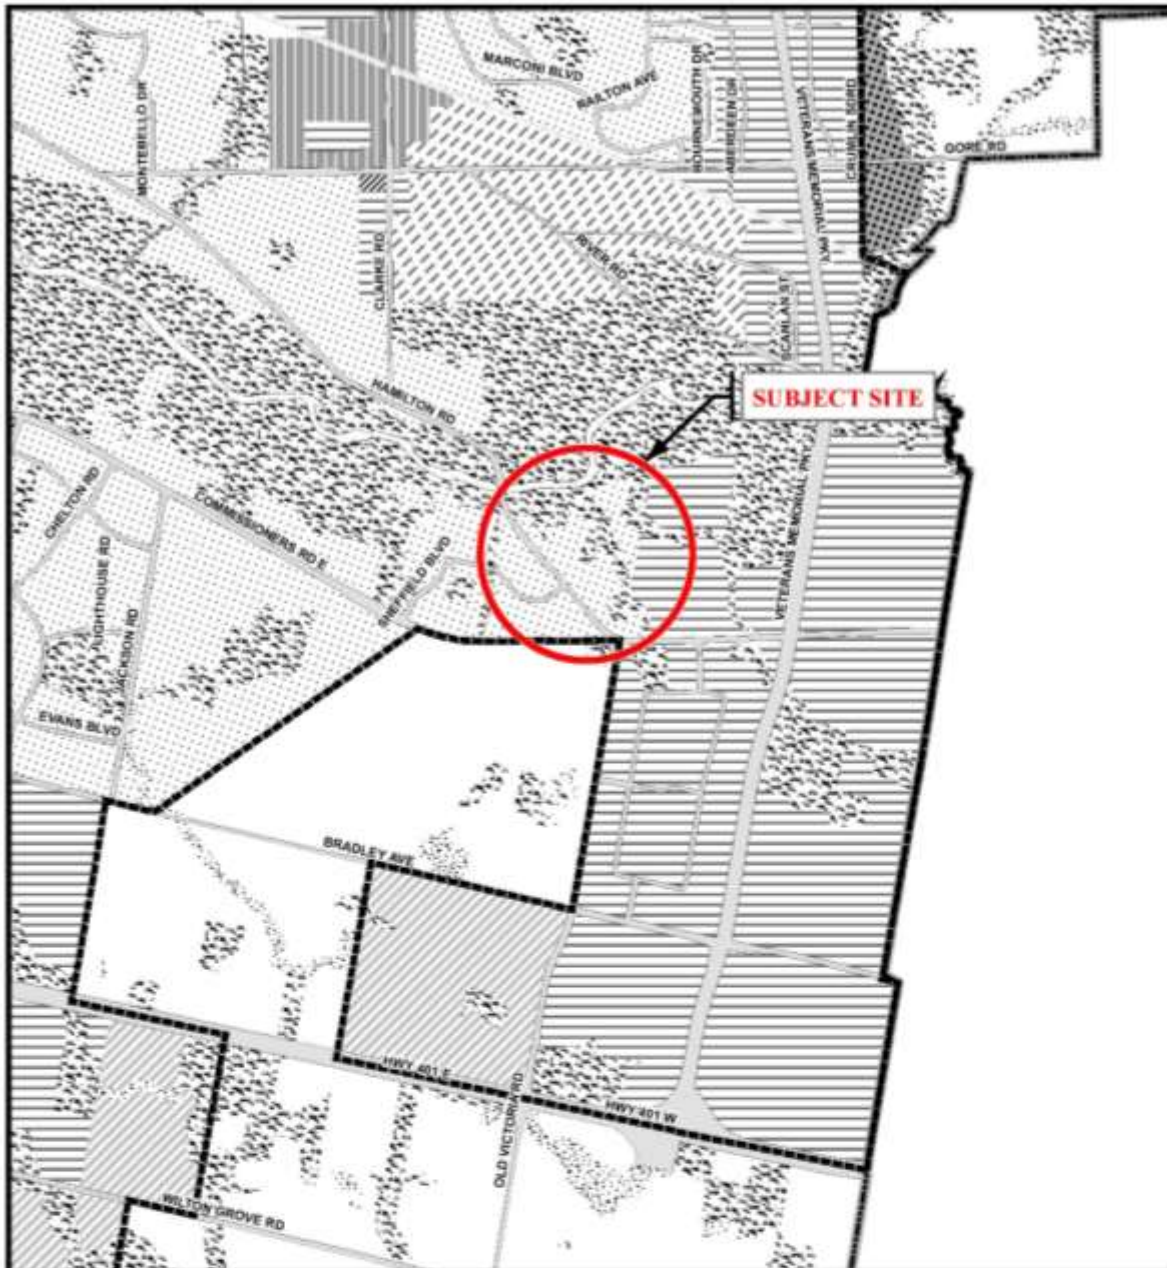 MARCONI BLVD
RAILTON AVE
BOURNEMOUTH DR
VETERANS MEMORIAL PKY
CRUMLIN SDRD
MONTEBELLO DR
GORE RD
CLARKE RD
RIVER RD
SCANLAN ST
HAMILTON RD
SUBJECT SITE
CHELTON RD
COMMISSIONERS RD E
SHEFFIELD BLVD
VETERANS MEMORIAL PKY
LIGHTHOUSE RD
JACKSON RD
EVANS BLVD
BRADLEY AVE
HWY 401 E
OLD VICTORIA RD
HWY 401 W
WILTON GROVE RD